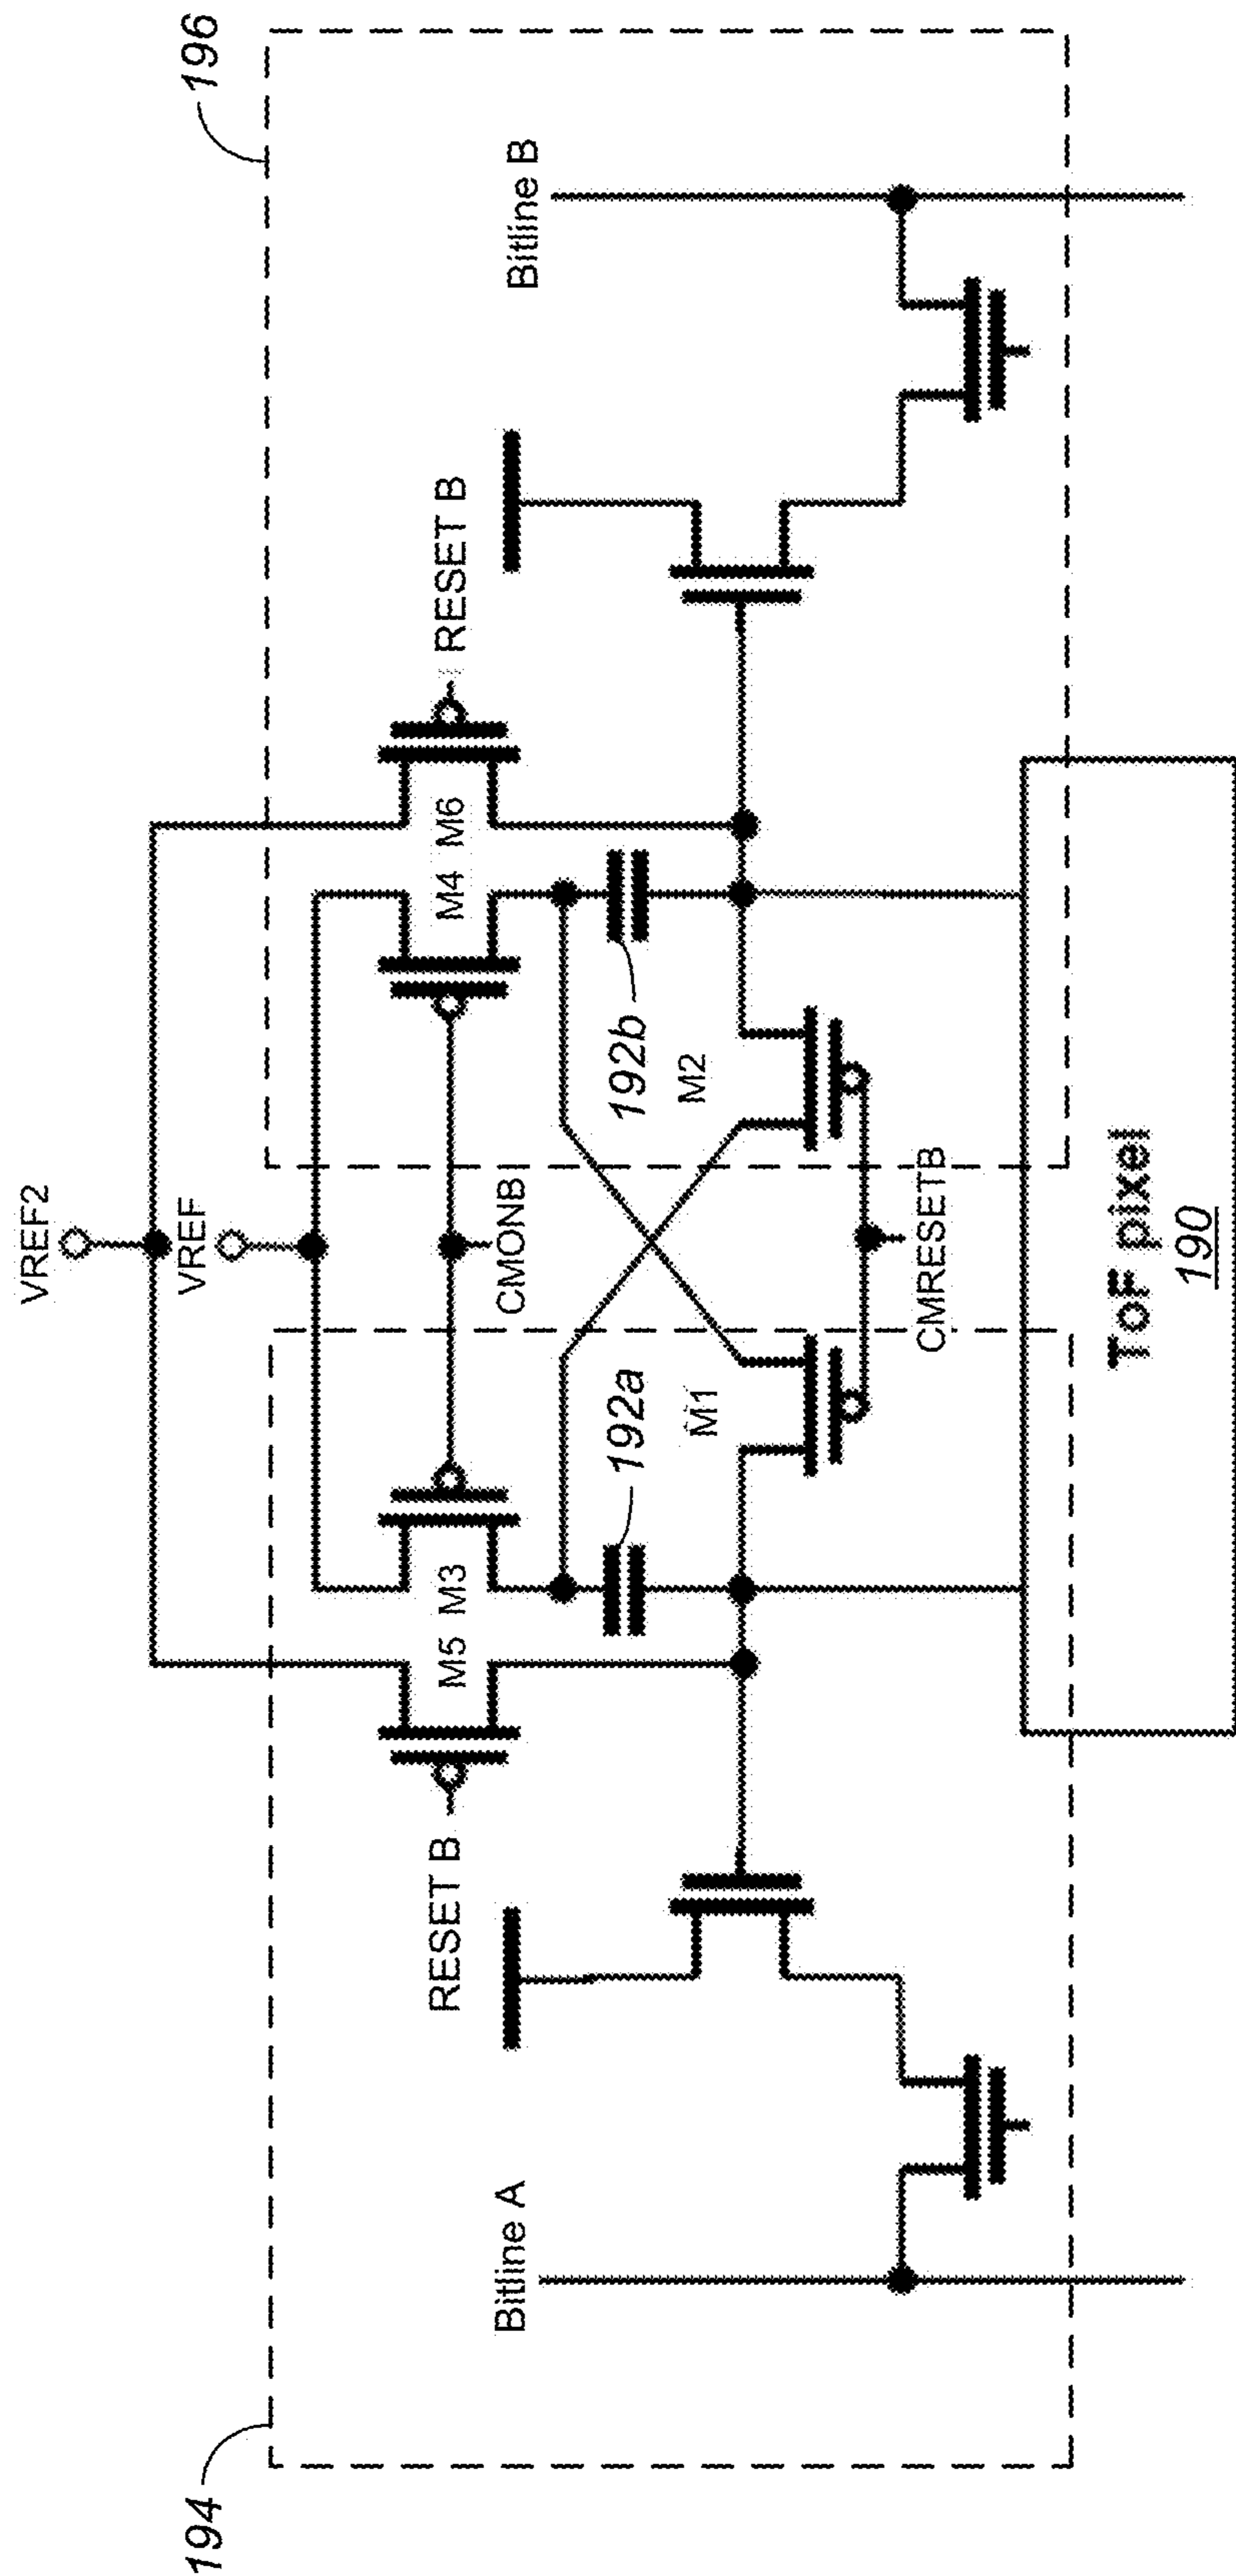 VREF2
VREF
194
196
RESET B
M5
M3
M4
M6
RESET B
Bitline A
CMONB
Bitline B
192a
192b
M1
M2
CMRESETB
ToF pixel
190